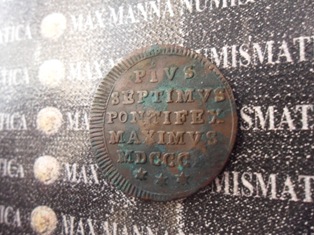 MAX MANNA NUMISMATICA
PIVS
SEPTIMVS
PONTIFEX
MAXIMVS
MDCCC